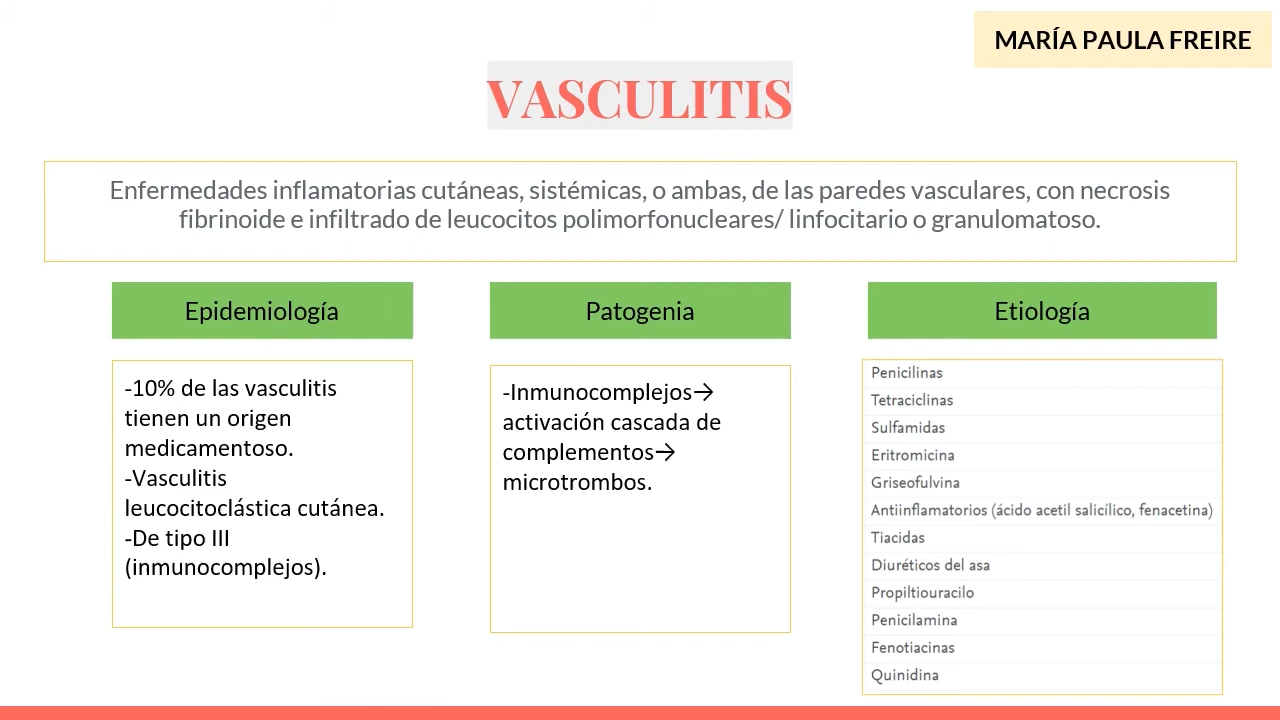 MARÍA PAULA FREIRE
VASCULITIS
Enfermedades inflamatorias cutáneas, sistémicas, o ambas, de las paredes vasculares, con necrosis
fibrinoide e infiltrado de leucocitos polimorfonucleares/ linfocitario o granulomatoso.
Epidemiología
-10% de las vasculitis
tienen un origen
medicamentoso.
-Vasculitis
leucocitoclástica cutánea.
-De tipo III
(inmunocomplejos).
Patogenia
-Inmunocomplejos→
activación cascada de
complementos→
microtrombos.
Etiología
Penicilinas
Tetraciclinas
Sulfamidas
Eritromicina
Griseofulvina
Antiinflamatorios (ácido acetil salicílico, fenacetina)
Tiacidas
Diuréticos del asa
Propiltiouracilo
Penicilamina
Fenotiacinas
Quinidina